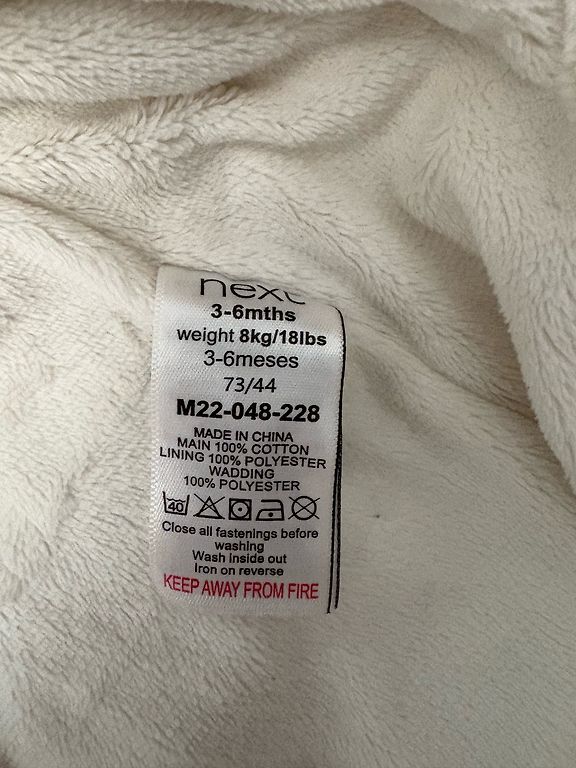 next
3-6mths
weight 8kg/18lbs
3-6meses
73/44
M22-048-228
MADE IN CHINA
MAIN 100% COTTON
LINING 100% POLYESTER
WADDING
100% POLYESTER
40
Close all fastenings before
washing
Wash inside out
Iron on reverse
KEEP AWAY FROM FIRE